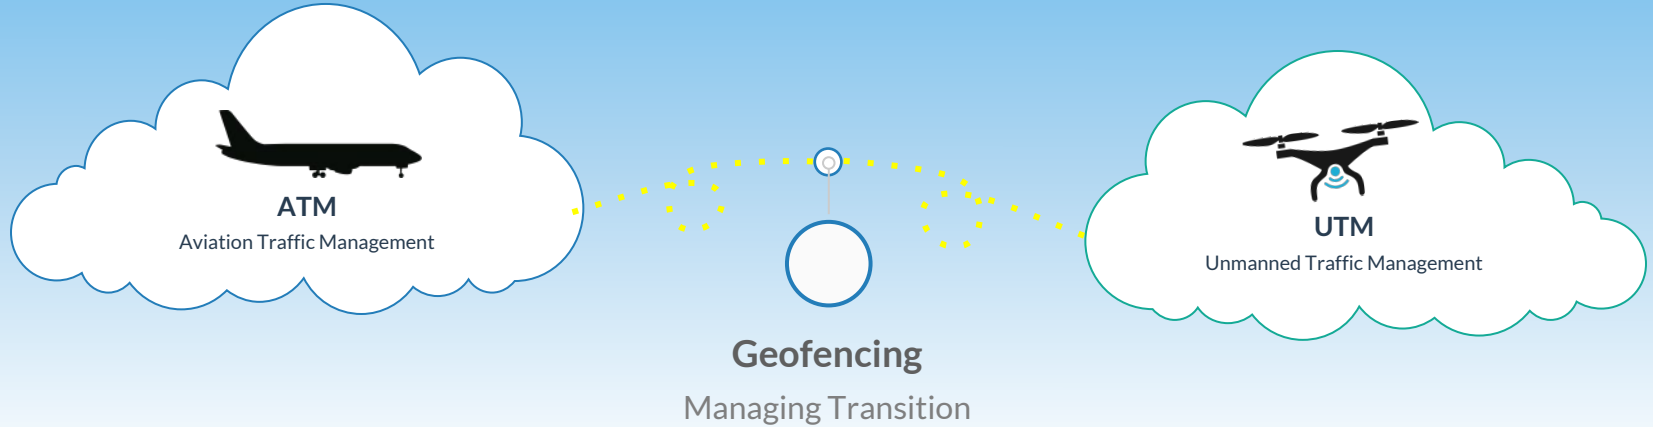 ATM
Aviation Traffic Management
UTM
Unmanned Traffic Management
Geofencing
Managing Transition